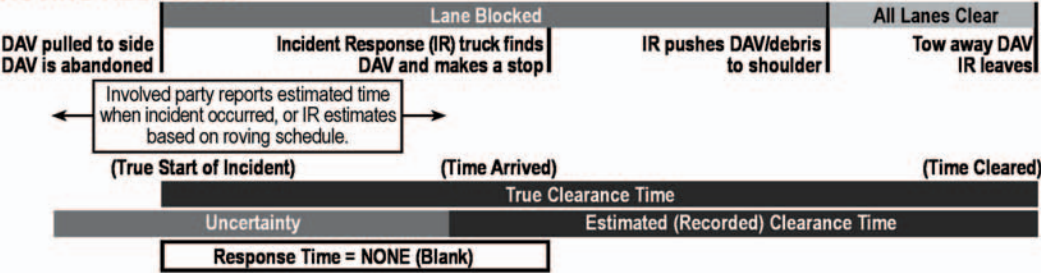 Lane Blocked
All Lanes Clear
DAV pulled to side
DAV is abandoned
Incident Response (IR) truck finds
DAV and makes a stop
IR pushes DAV/debris
to shoulder
Tow away DAV
IR leaves
Involved party reports estimated time
when incident occurred, or IR estimates
based on roving schedule.
(True Start of Incident)
(Time Arrived)
(Time Cleared)
True Clearance Time
Uncertainty
Estimated (Recorded) Clearance Time
Response Time = NONE (Blank)